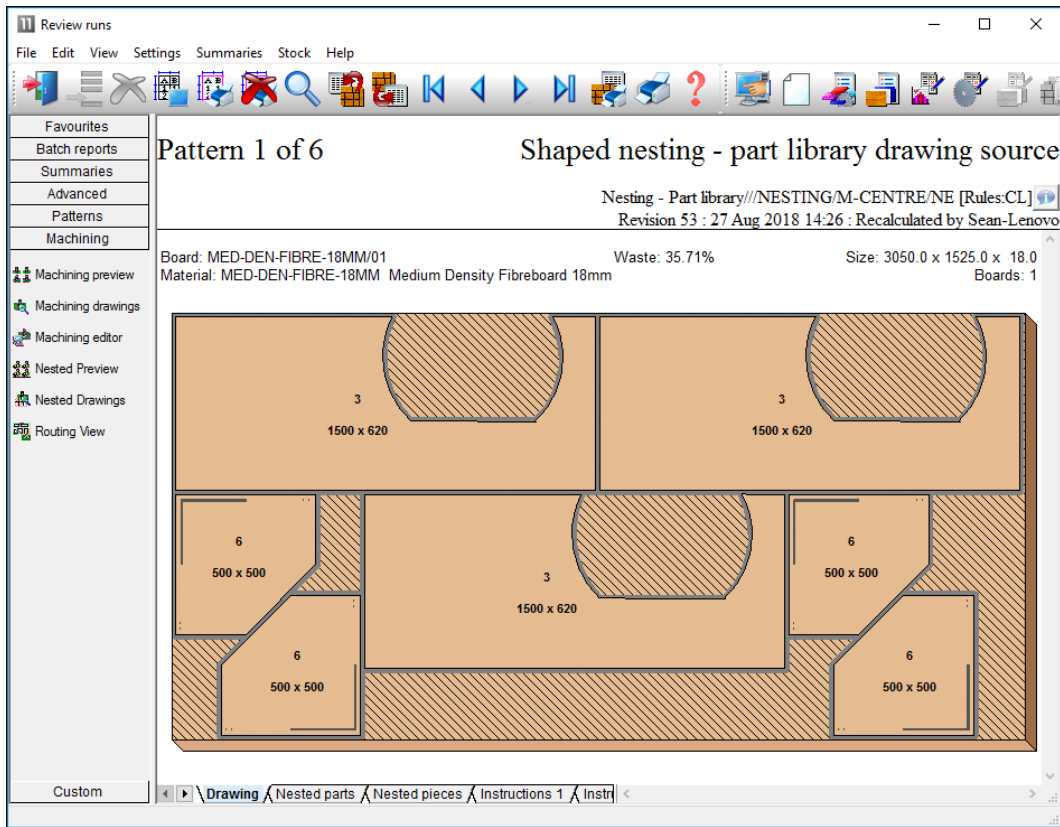 Review runs
File Edit View Settings Summaries Stock Help
Favourites
Batch reports
Summaries
Advanced
Patterns
Machining
Machining preview
Machining drawings
Machining editor
Nested Preview
Nested Drawings
Routing View
Custom
Pattern 1 of 6 Shaped nesting - part library drawing source
Nesting - Part library///NESTING/M-CENTRE/NE [Rules:CL]
Revision 53 : 27 Aug 2018 14:26 : Recalculated by Sean-Lenovo
Board: MED-DEN-FIBRE-18MM/01 Waste: 35.71% Size: 3050.0 x 1525.0 x 18.0
Material: MED-DEN-FIBRE-18MM Medium Density Fibreboard 18mm Boards: 1
3 3
1500 x 620 1500 x 620
6 6
500 x 500 500 x 500
3
1500 x 620
6 6
500 x 500 500 x 500
Drawing Nested parts Nested pieces Instructions 1 Instr